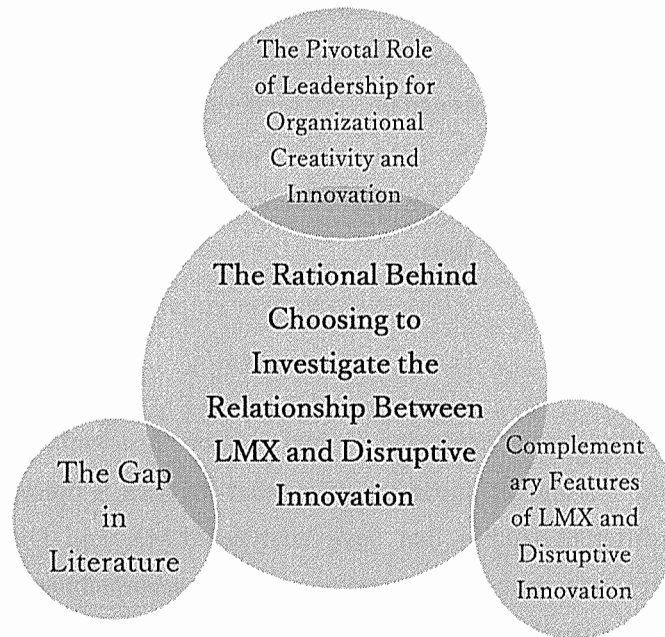 The Pivotal Role
of Leadership for
Organizational
Creativity and
Innovation
The Rational Behind
Choosing to
Investigate the
Relationship Between
LMX and Disruptive
Innovation
The Gap
in
Literature
Complement
ary Features
of LMX and
Disruptive
Innovation